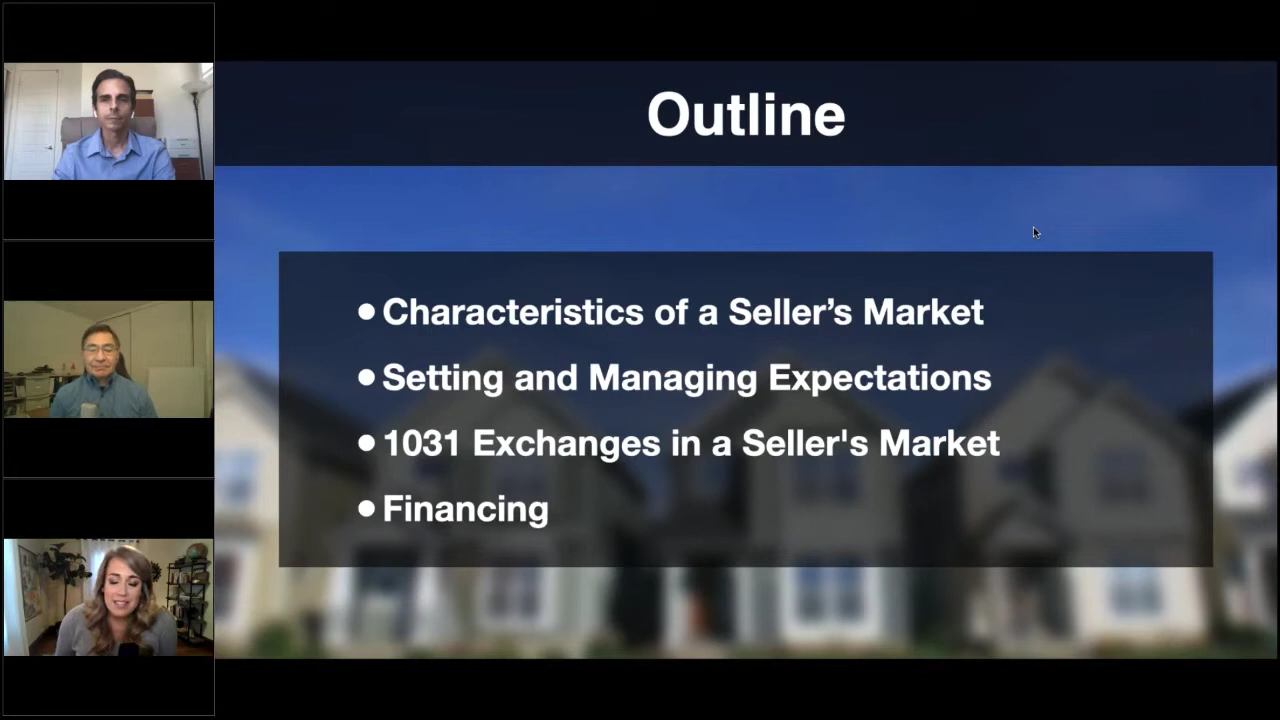 Outline
•Characteristics of a Seller’s Market
•Setting and Managing Expectations
•1031 Exchanges in a Seller's Market
•Financing